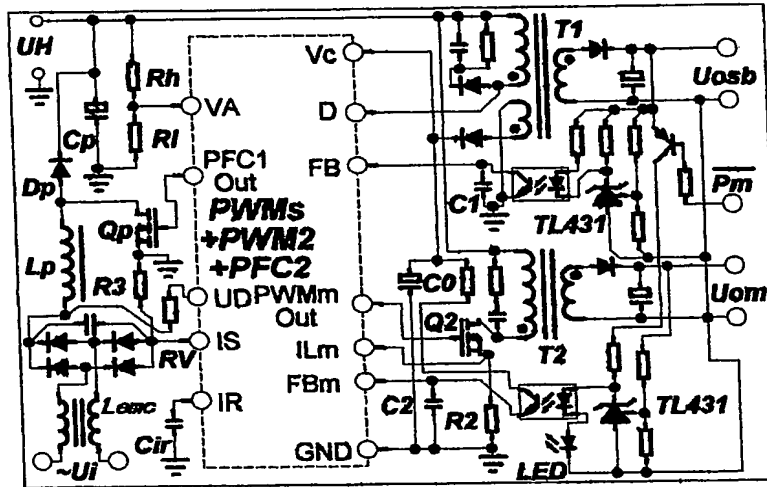 UH
Rh
Cp
Rl
Dp
Qp
Lp
R3
RV
Lemc
~Ui
Cir
VA
PFC1
Out
PWMs
+PWM2
+PFC2
UD
PWMm
Out
IS
ILm
IR
FBm
GND
Vc
D
FB
C1
T1
Uosb
Pm
TL431
C0
Q2
T2
Uom
C2
R2
TL431
LED